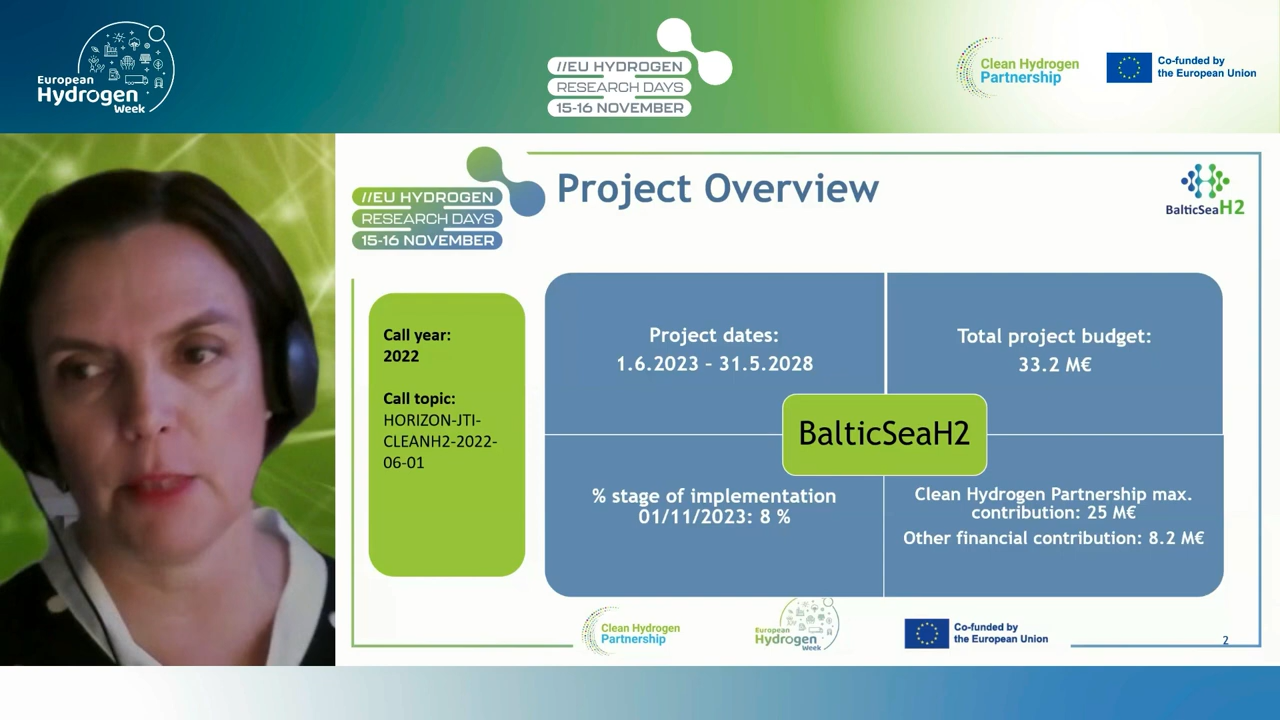 European
Hydrogen
Week
//EU HYDROGEN
RESEARCH DAYS
15-16 NOVEMBER
Clean Hydrogen
Partnership
Co-funded by
the European Union
//EU HYDROGEN
RESEARCH DAYS
15-16 NOVEMBER
Project Overview
BalticSeaH2
Call year:
2022
Call topic:
HORIZON-JTI-
CLEANH2-2022-
06-01
Project dates:
1.6.2023 – 31.5.2028
Total project budget:
33.2 M€
BalticSeaH2
% stage of implementation
01/11/2023: 8 %
Clean Hydrogen Partnership max.
contribution: 25 M€
Other financial contribution: 8.2 M€
Clean Hydrogen
Partnership
European
Hydrogen
Week
Co-funded by
the European Union
2